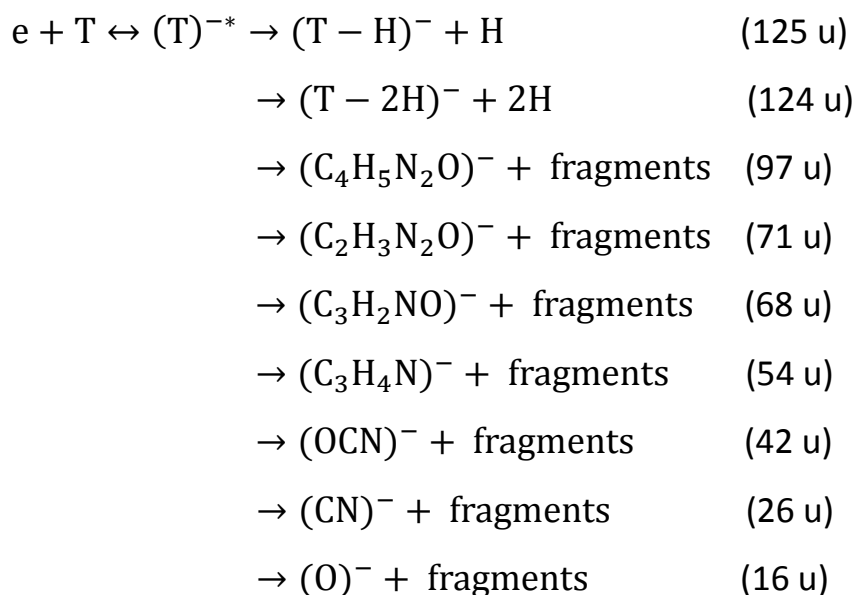 e + T ↔ (T)⁻* → (T − H)⁻ + H (125 u)
→ (T − 2H)⁻ + 2H (124 u)
→ (C₄H₅N₂O)⁻ + fragments (97 u)
→ (C₂H₃N₂O)⁻ + fragments (71 u)
→ (C₃H₂NO)⁻ + fragments (68 u)
→ (C₃H₄N)⁻ + fragments (54 u)
→ (OCN)⁻ + fragments (42 u)
→ (CN)⁻ + fragments (26 u)
→ (O)⁻ + fragments (16 u)